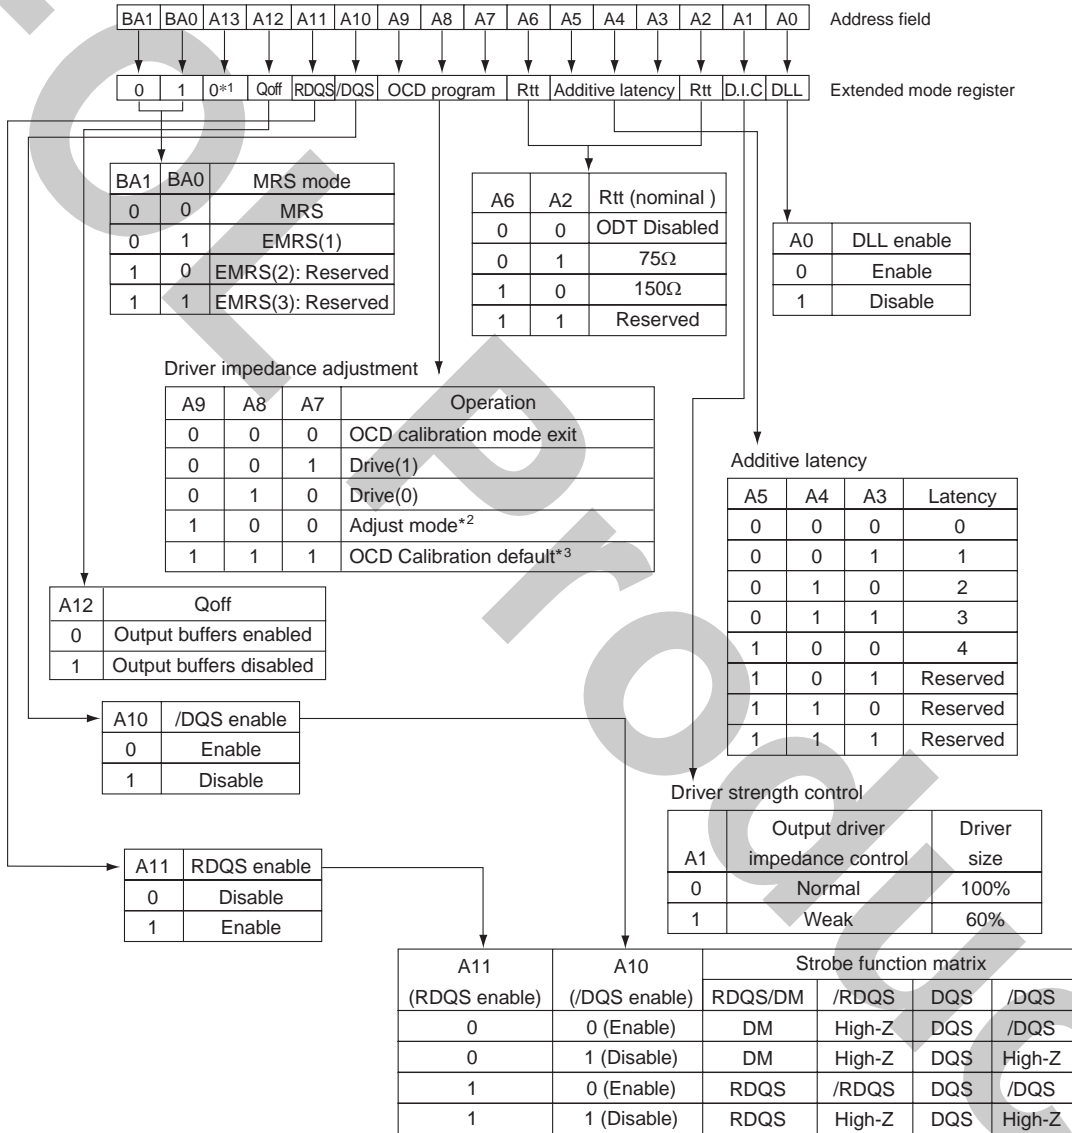 BA1 BA0 A13 A12 A11 A10 A9 A8 A7 A6 A5 A4 A3 A2 A1 A0 Address field
0 1 0*1 Qoff RDQS /DQS OCD program Rtt Additive latency Rtt D.I.C DLL Extended mode register
BA1 BA0 MRS mode
0 0 MRS
0 1 EMRS(1)
1 0 EMRS(2): Reserved
1 1 EMRS(3): Reserved
A6 A2 Rtt (nominal )
0 0 ODT Disabled
0 1 75Ω
1 0 150Ω
1 1 Reserved
A0 DLL enable
0 Enable
1 Disable
Driver impedance adjustment
A9 A8 A7 Operation
0 0 0 OCD calibration mode exit
0 0 1 Drive(1)
0 1 0 Drive(0)
1 0 0 Adjust mode*2
1 1 1 OCD Calibration default*3
Additive latency
A5 A4 A3 Latency
0 0 0 0
0 0 1 1
0 1 0 2
0 1 1 3
1 0 0 4
1 0 1 Reserved
1 1 0 Reserved
1 1 1 Reserved
A12 Qoff
0 Output buffers enabled
1 Output buffers disabled
A10 /DQS enable
0 Enable
1 Disable
Driver strength control
Output driver Driver
A1 impedance control size
0 Normal 100%
1 Weak 60%
A11 RDQS enable
0 Disable
1 Enable
A11 A10 Strobe function matrix
(RDQS enable) (/DQS enable) RDQS/DM /RDQS DQS /DQS
0 0 (Enable) DM High-Z DQS /DQS
0 1 (Disable) DM High-Z DQS High-Z
1 0 (Enable) RDQS /RDQS DQS /DQS
1 1 (Disable) RDQS High-Z DQS High-Z